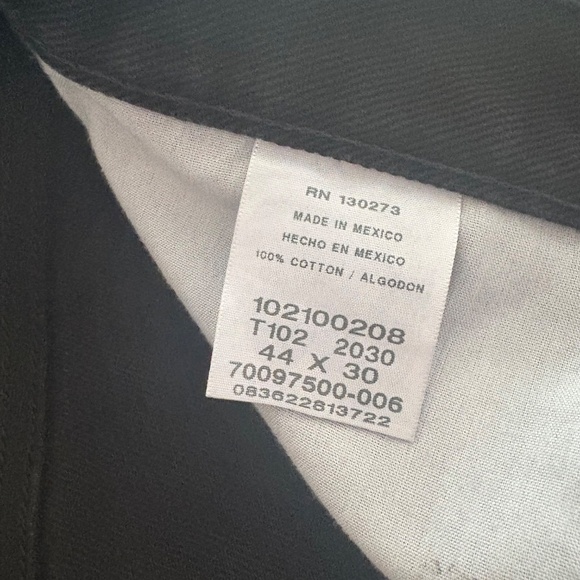 RN 130273
MADE IN MEXICO
HECHO EN MEXICO
100% COTTON / ALGODON
102100208
T102 2030
44 X 30
70097500-006
083622813722